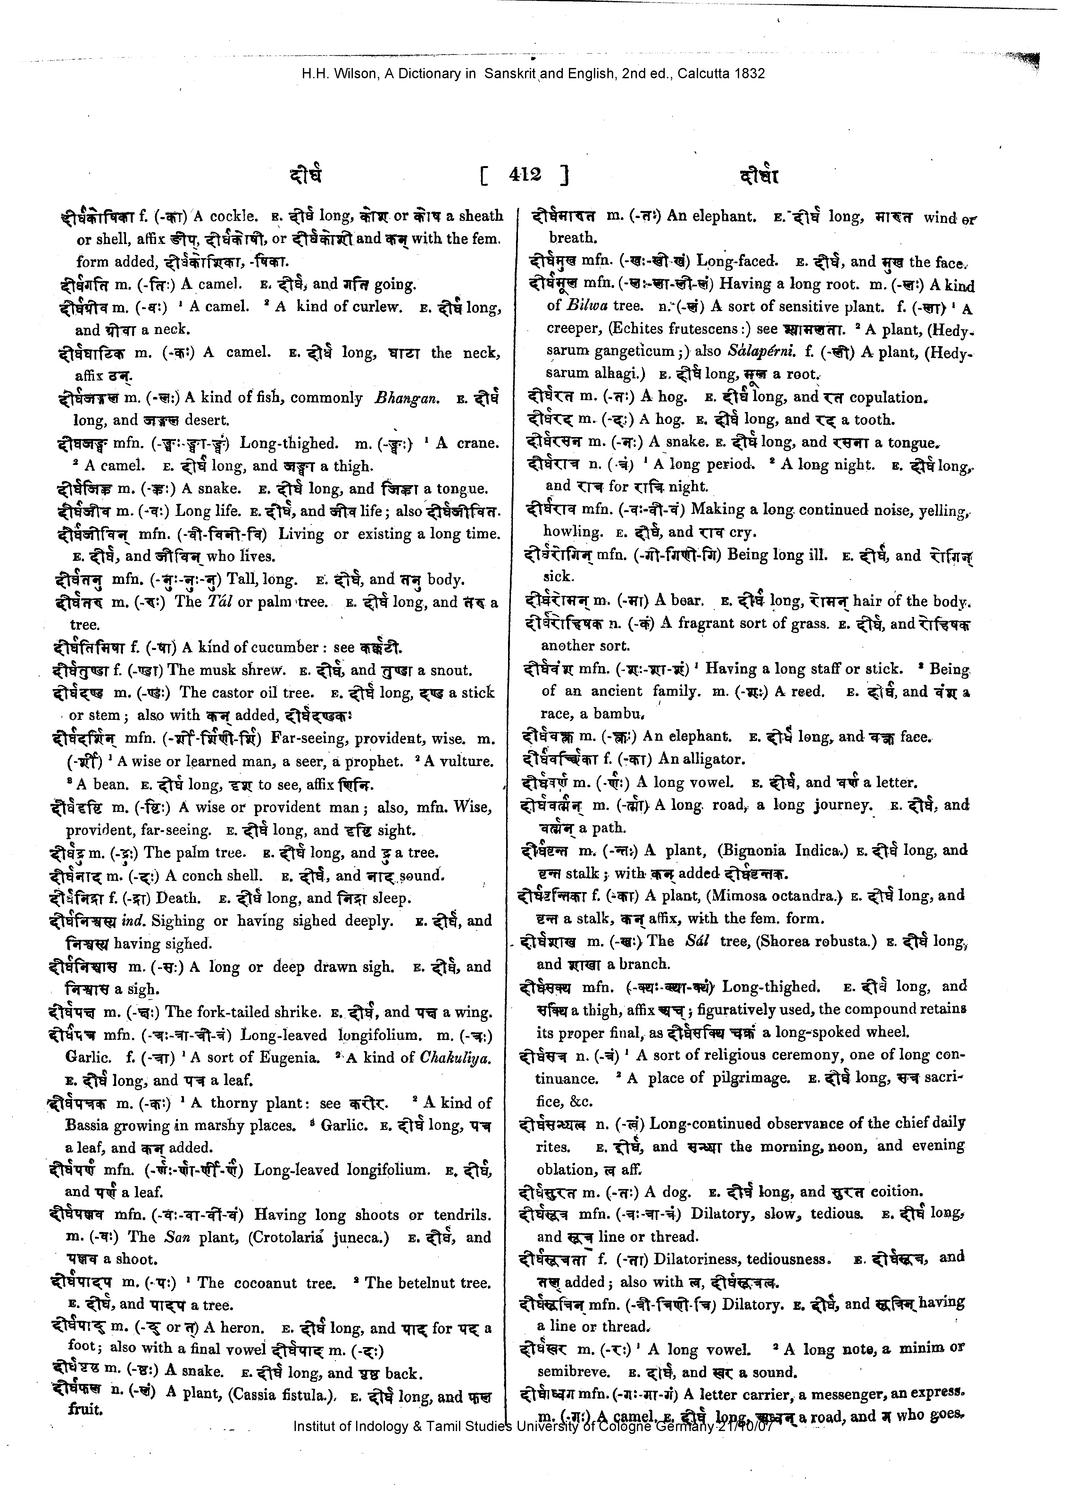 H.H. Wilson, A Dictionary in Sanskrit and English, 2nd ed., Calcutta 1832
दीर्घ [ 412 ] दीर्घा
दीर्घकोषिका f. (-का) A cockle. E. दीर्घ long, कोश or कोष a sheath
or shell, affix ङीप्, दीर्घकोषी, or दीर्घकोशी and कन् with the fem.
form added, दीर्घकोशिका, -षिका.
दीर्घगति m. (-तिः) A camel. E. दीर्घ, and गति going.
दीर्घग्रीव m. (-वः) ¹ A camel. ² A kind of curlew. E. दीर्घ long,
and ग्रीवा a neck.
दीर्घघाटिक m. (-कः) A camel. E. दीर्घ long, घाटा the neck,
affix ठन्.
दीर्घजङ्गल m. (-लः) A kind of fish, commonly Bhangan. E. दीर्घ
long, and जङ्गल desert.
दीघजङ्घ mfn. (-ङ्घः-ङ्घा-ङ्घं) Long-thighed. m. (-ङ्घः) ¹ A crane.
² A camel. E. दीर्घ long, and जङ्घा a thigh.
दीर्घजिह्व m. (-ह्वः) A snake. E. दीर्घ long, and जिह्वा a tongue.
दीर्घजीव m. (-वः) Long life. E. दीर्घ, and जीव life; also दीर्घजीवित.
दीर्घजीविन् mfn. (-वी-विनी-वि) Living or existing a long time.
E. दीर्घ, and जीविन् who lives.
दीर्घतनु mfn. (-नुः-नुः-नु) Tall, long. E. दीर्घ, and तनु body.
दीर्घतरु m. (-रुः) The Tál or palm tree. E. दीर्घ long, and तरु a
tree.
दीर्घतिमिषा f. (-षा) A kind of cucumber: see कर्कटी.
दीर्घतुण्डा f. (-ण्डा) The musk shrew. E. दीर्घ, and तुण्ड a snout.
दीर्घदण्ड m. (-ण्डः) The castor oil tree. E. दीर्घ long, दण्ड a stick
or stem; also with कन् added, दीर्घदण्डकः
दीर्घदर्शिन् mfn. (-र्शी-र्शिणी-र्शि) Far-seeing, provident, wise. m.
(-र्शी) ¹ A wise or learned man, a seer, a prophet. ² A vulture.
³ A bean. E. दीर्घ long, दृश to see, affix णिनि.
दीर्घदृष्टि m. (-ष्टिः) A wise or provident man; also, mfn. Wise,
provident, far-seeing. E. दीर्घ long, and दृष्टि sight.
दीर्घद्रु m. (-द्रुः) The palm tree. E. दीर्घ long, and द्रु a tree.
दीर्घनाद m. (-दः) A conch shell. E. दीर्घ, and नाद sound.
दीर्घनिद्रा f. (-द्रा) Death. E. दीर्घ long, and निद्रा sleep.
दीर्घनिश्वस्य ind. Sighing or having sighed deeply. E. दीर्घ, and
निश्वस्य having sighed.
दीर्घनिश्वास m. (-सः) A long or deep drawn sigh. E. दीर्घ, and
निश्वास a sigh.
दीर्घपक्ष m. (-क्षः) The fork-tailed shrike. E. दीर्घ, and पक्ष a wing.
दीर्घपत्र mfn. (-त्रः-त्रा-त्री-त्रं) Long-leaved longifolium. m. (-त्रः)
Garlic. f. (-त्रा) ¹ A sort of Eugenia. ² A kind of Chakuliya.
E. दीर्घ long, and पत्र a leaf.
दीर्घपत्रक m. (-कः) ¹ A thorny plant: see करीर. ² A kind of
Bassia growing in marshy places. ³ Garlic. E. दीर्घ long, पत्र
a leaf, and कन् added.
दीर्घपर्ण mfn. (-र्णः-र्णा-र्णी-र्णं) Long-leaved longifolium. E. दीर्घ,
and पर्ण a leaf.
दीर्घपल्लव mfn. (-वः-वा-वी-वं) Having long shoots or tendrils.
m. (-वः) The San plant, (Crotolaria juncea.) E. दीर्घ, and
पल्लव a shoot.
दीर्घपादप m. (-पः) ¹ The cocoanut tree. ² The betelnut tree.
E. दीर्घ, and पादप a tree.
दीर्घपाद् m. (-द् or त्) A heron. E. दीर्घ long, and पाद् for पद a
foot; also with a final vowel दीर्घपाद m. (-दः)
दीर्घपृष्ठ m. (-ष्ठः) A snake. E. दीर्घ long, and पृष्ठ back.
दीर्घफल n. (-लं) A plant, (Cassia fistula.) E. दीर्घ long, and फल
fruit.
दीर्घमारुत m. (-तः) An elephant. E. दीर्घ long, मारुत wind or
breath.
दीर्घमुख mfn. (-खः-खी-खं) Long-faced. E. दीर्घ, and मुख the face.
दीर्घमूल mfn. (-लः-ला-ली-लं) Having a long root. m. (-लः) A kind
of Bilwa tree. n. (-लं) A sort of sensitive plant. f. (-ला) ¹ A
creeper, (Echites frutescens:) see श्यामलता. ² A plant, (Hedy-
sarum gangeticum;) also Sálapérni. f. (-ली) A plant, (Hedy-
sarum alhagi.) E. दीर्घ long, मूल a root.
दीर्घरत m. (-तः) A hog. E. दीर्घ long, and रत copulation.
दीर्घरद m. (-दः) A hog. E. दीर्घ long, and रद a tooth.
दीर्घरसन m. (-नः) A snake. E. दीर्घ long, and रसना a tongue.
दीर्घरात्र n. (-त्रं) ¹ A long period. ² A long night. E. दीर्घ long,
and रात्र for रात्रि night.
दीर्घराव mfn. (-वः-वी-वं) Making a long continued noise, yelling,
howling. E. दीर्घ, and राव cry.
दीर्घरोगिन् mfn. (-गी-गिणी-गि) Being long ill. E. दीर्घ, and रोगिन्
sick.
दीर्घरोमन् m. (-मा) A bear. E. दीर्घ long, रोमन् hair of the body.
दीर्घरोहिषक n. (-कं) A fragrant sort of grass. E. दीर्घ, and रोहिषक
another sort.
दीर्घवंश mfn. (-शः-शा-शं) ¹ Having a long staff or stick. ² Being
of an ancient family. m. (-शः) A reed. E. दीर्घ, and वंश a
race, a bambu.
दीर्घवक्त्र m. (-क्त्रः) An elephant. E. दीर्घ long, and वक्त्र face.
दीर्घवर्च्छिका f. (-का) An alligator.
दीर्घवर्ण m. (-र्णः) A long vowel. E. दीर्घ, and वर्ण a letter.
दीर्घवर्त्मन् m. (-र्त्मा) A long road, a long journey. E. दीर्घ, and
वर्त्मन् a path.
दीर्घवृन्त m. (-न्तः) A plant, (Bignonia Indica.) E. दीर्घ long, and
वृन्त stalk; with कन् added दीर्घवृन्तक.
दीर्घवृन्तिका f. (-का) A plant, (Mimosa octandra.) E. दीर्घ long, and
वृन्त a stalk, कन् affix, with the fem. form.
दीर्घशाख m. (-खः) The Sál tree, (Shorea robusta.) E. दीर्घ long,
and शाखा a branch.
दीर्घसक्थ mfn. (-क्थः-क्था-क्थं) Long-thighed. E. दीर्घ long, and
सक्थि a thigh, affix षच्; figuratively used, the compound retains
its proper final, as दीर्घसक्थि चक्रं a long-spoked wheel.
दीर्घसत्र n. (-त्रं) ¹ A sort of religious ceremony, one of long con-
tinuance. ² A place of pilgrimage. E. दीर्घ long, सत्र sacri-
fice, &c.
दीर्घसन्ध्यत्व n. (-त्वं) Long-continued observance of the chief daily
rites. E. दीर्घ, and सन्ध्या the morning, noon, and evening
oblation, त्व aff.
दीर्घसुरत m. (-तः) A dog. E. दीर्घ long, and सुरत coition.
दीर्घसूत्र mfn. (-त्रः-त्रा-त्रं) Dilatory, slow, tedious. E. दीर्घ long,
and सूत्र line or thread.
दीर्घसूत्रता f. (-ता) Dilatoriness, tediousness. E. दीर्घसूत्र, and
तल् added; also with त्व, दीर्घसूत्रत्व.
दीर्घसूत्रिन् mfn. (-त्री-त्रिणी-त्रि) Dilatory. E. दीर्घ, and सूत्रिन् having
a line or thread.
दीर्घस्वर m. (-रः) ¹ A long vowel. ² A long note, a minim or
semibreve. E. दीर्घ, and स्वर a sound.
दीर्घाध्वग mfn. (-गः-गा-गं) A letter carrier, a messenger, an express.
m. (-गः) A camel. E. दीर्घ long, अध्वन् a road, and ग who goes.
Institut of Indology & Tamil Studies University of Cologne Germany 21/10/07